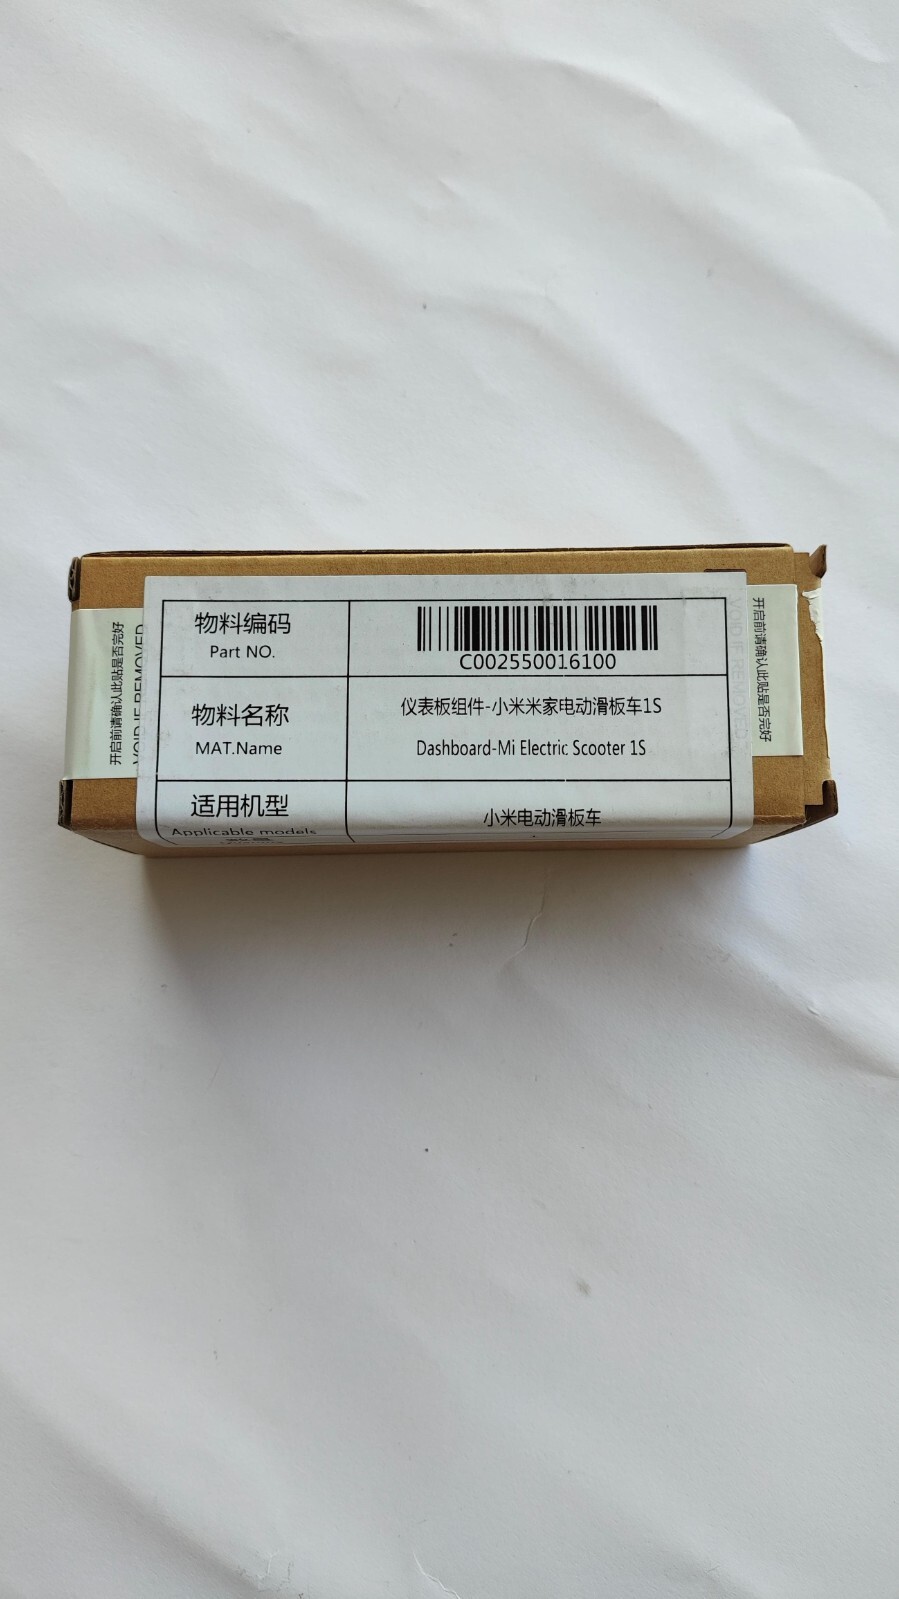 物料编码
Part NO.
C002550016100
物料名称
MAT.Name
仪表板组件-小米米家电动滑板车1S
Dashboard-Mi Electric Scooter 1S
适用机型
Applicable models
小米电动滑板车
开启前请确认此贴是否完好
VOID IF REMOVED
开启前请确认此贴是否完好
VOID IF REMOVED